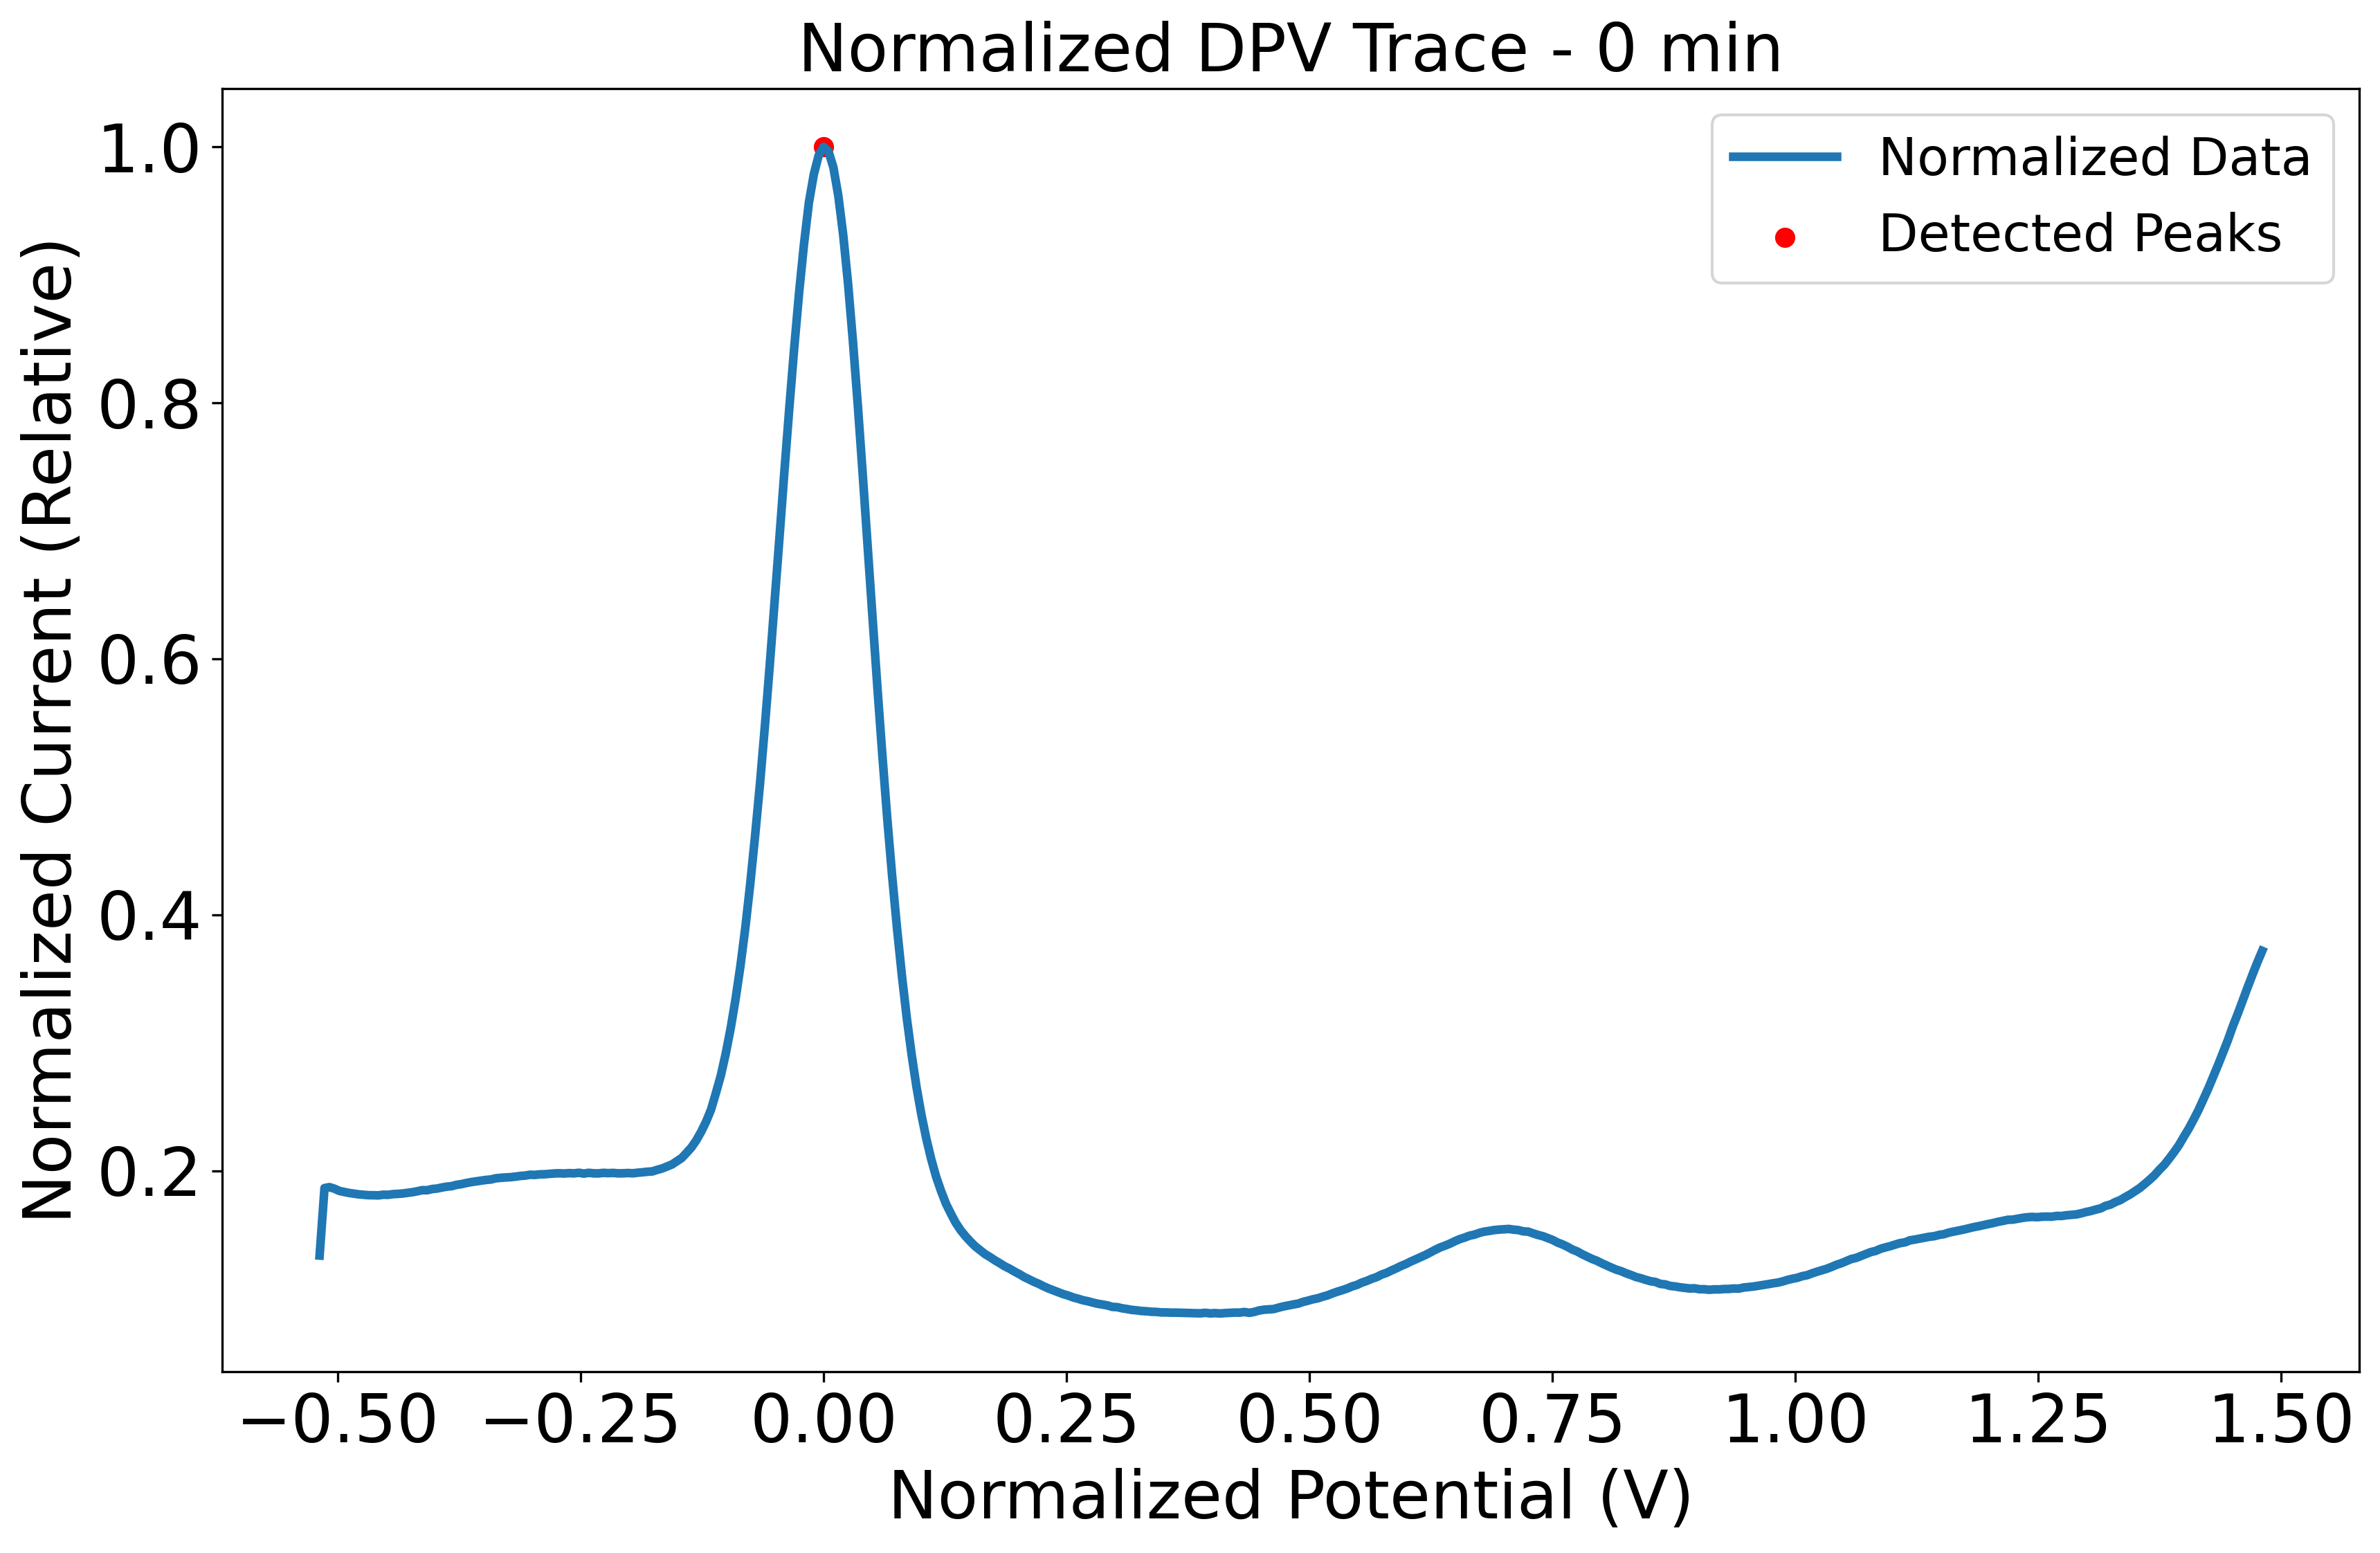 Normalized DPV Trace - 0 min
Normalized Data
Detected Peaks
Normalized Current (Relative)
1.0
0.8
0.6
0.4
0.2
−0.50 −0.25 0.00 0.25 0.50 0.75 1.00 1.25 1.50
Normalized Potential (V)